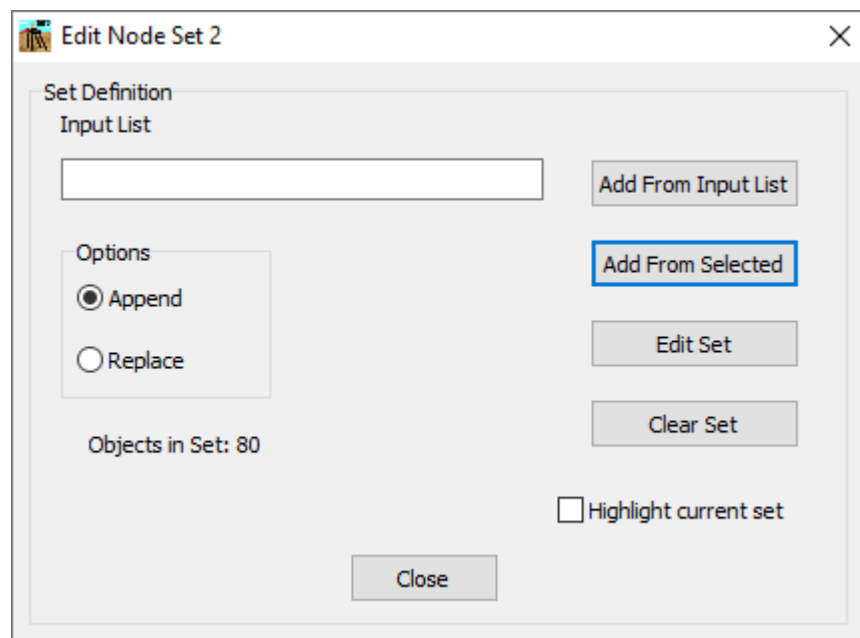 Edit Node Set 2
Set Definition
Input List
Add From Input List
Options
Add From Selected
Append
Edit Set
Replace
Clear Set
Objects in Set: 80
Highlight current set
Close